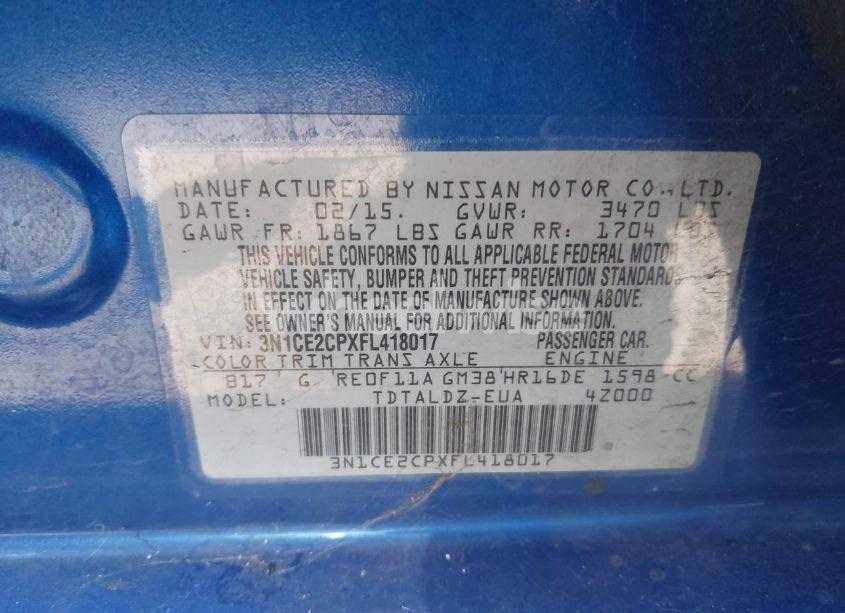 MANUFACTURED BY NISSAN MOTOR CO., LTD.
DATE: 02/15. GVWR: 3470 LBS
GAWR FR: 1867 LBS GAWR RR: 1704 LBS
THIS VEHICLE CONFORMS TO ALL APPLICABLE FEDERAL MOTOR
VEHICLE SAFETY, BUMPER AND THEFT PREVENTION STANDARDS
IN EFFECT ON THE DATE OF MANUFACTURE SHOWN ABOVE.
SEE OWNER'S MANUAL FOR ADDITIONAL INFORMATION.
VIN: 3N1CE2CPXFL418017 PASSENGER CAR.
COLOR TRIM TRANS AXLE ENGINE
B17 G RE0F11A GM38 HR16DE 1598 CC
MODEL: TDTALDZ-EUA 4Z000
3N1CE2CPXFL418017